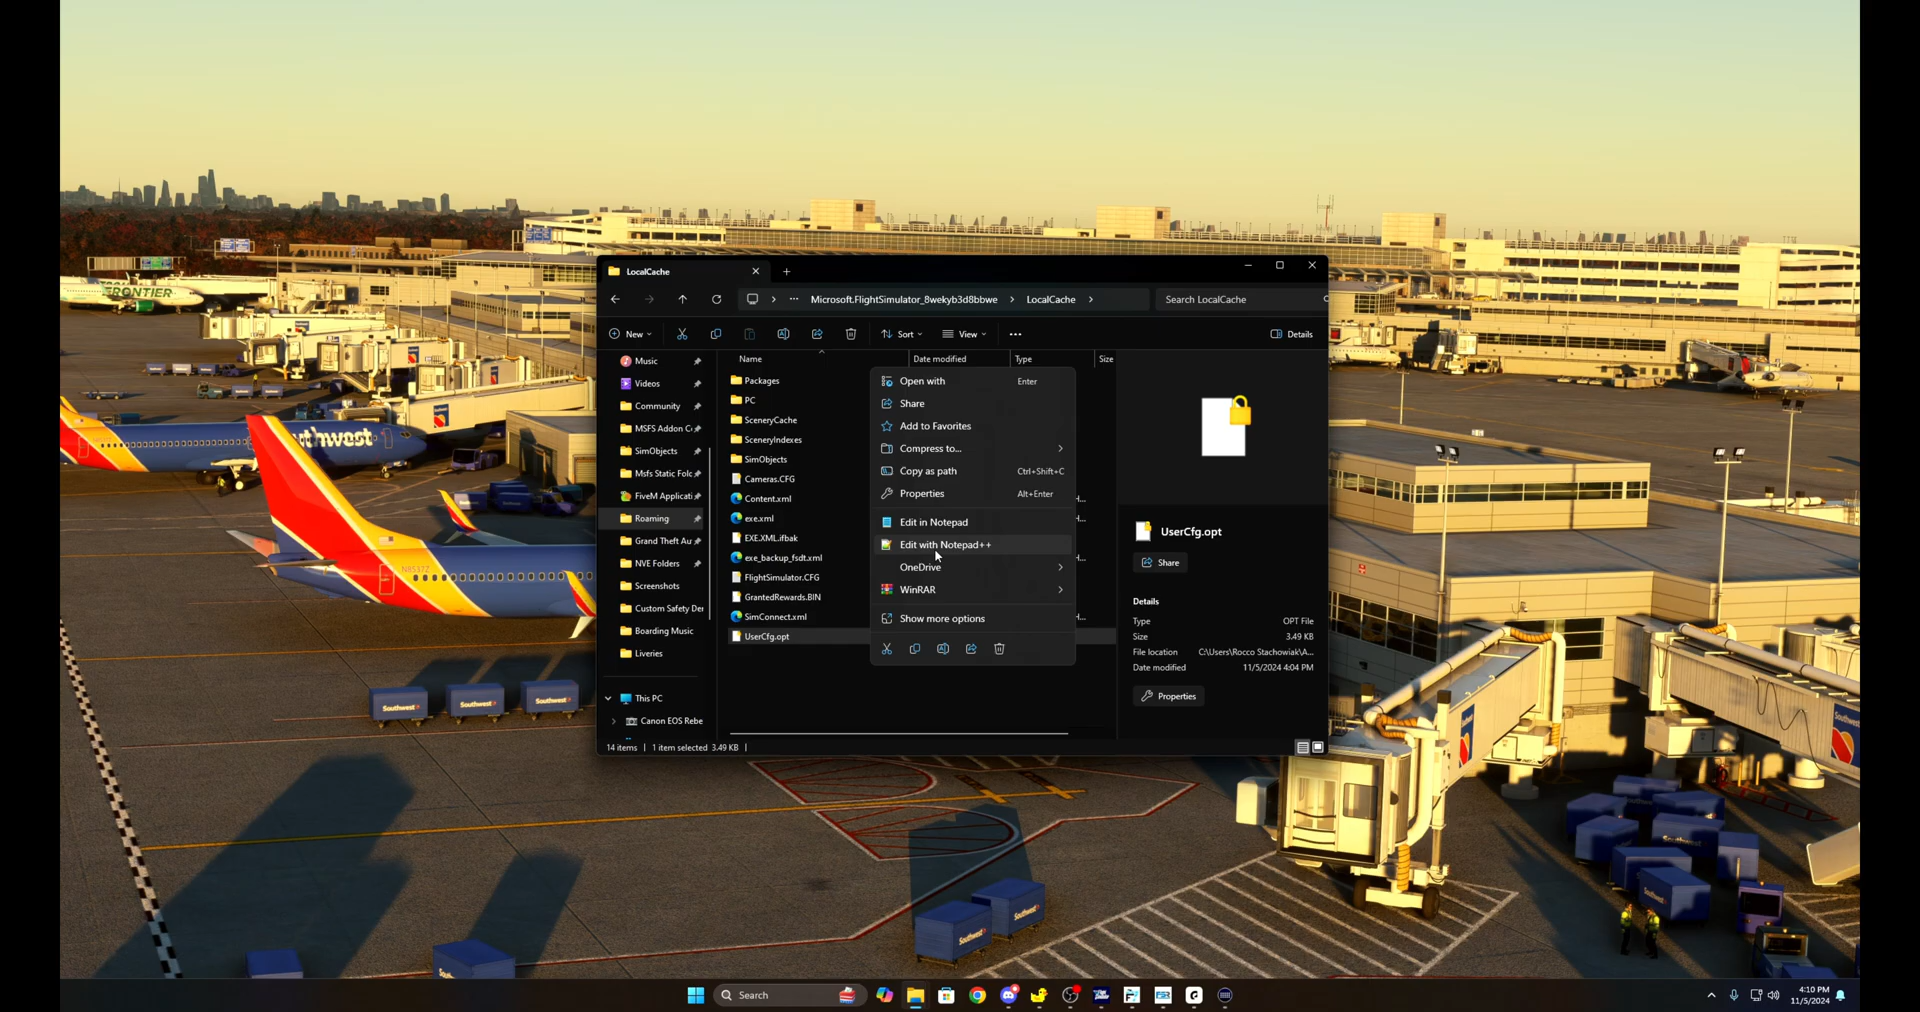 FRONTIER
Southwest
N8537Z
LocalCache
Microsoft.FlightSimulator_8wekyb3d8bbwe
LocalCache
Search LocalCache
New
Sort
View
Details
Music
Videos
Community
MSFS Addon C
SimObjects
Msfs Static Fol
FiveM Applicati
Roaming
Grand Theft Au
NVE Folders
Screenshots
Custom Safety De
Boarding Music
Liveries
This PC
Canon EOS Rebe
Name
Date modified
Type
Size
Packages
PC
SceneryCache
SceneryIndexes
SimObjects
Cameras.CFG
Content.xml
exe.xml
EXE.XML.ifbak
exe_backup_fsdt.xml
FlightSimulator.CFG
GrantedRewards.BIN
SimConnect.xml
UserCfg.opt
H...
H...
H...
H...
Open with Enter
Share
Add to Favorites
Compress to...
Copy as path Ctrl+Shift+C
Properties Alt+Enter
Edit in Notepad
Edit with Notepad++
OneDrive
WinRAR
Show more options
UserCfg.opt
Share
Details
Type OPT File
Size 3.49 KB
File location C:\Users\Rocco Stachowiak\A...
Date modified 11/5/2024 4:04 PM
Properties
14 items 1 item selected 3.49 KB
Southwest
Southwest
Southwest
Southwest
Southwest
Southwest
Search
4:10 PM
11/5/2024